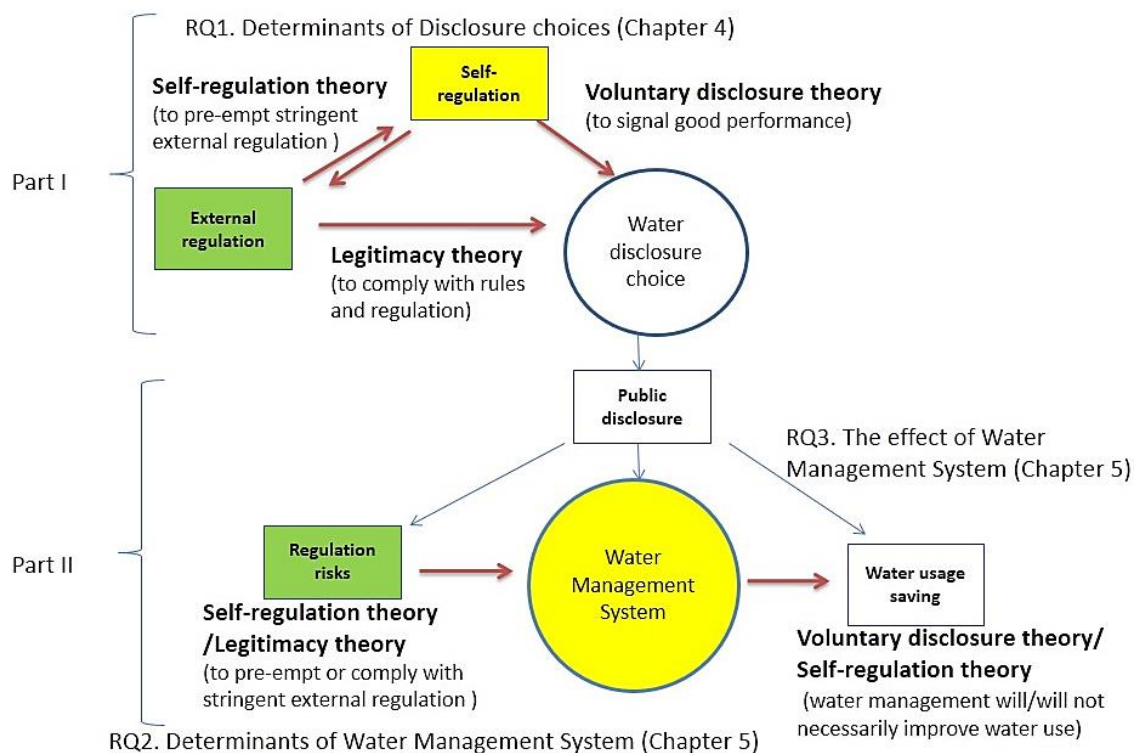 RQ1. Determinants of Disclosure choices (Chapter 4)
Self-
regulation
Self-regulation theory
(to pre-empt stringent
external regulation )
Voluntary disclosure theory
(to signal good performance)
Part I
External
regulation
Legitimacy theory
(to comply with rules
and regulation)
Water
disclosure
choice
Public
disclosure
RQ3. The effect of Water
Management System (Chapter 5)
Part II
Regulation
risks
Water
Management
System
Water usage
saving
Self-regulation theory
/Legitimacy theory
(to pre-empt or comply with
stringent external regulation )
Voluntary disclosure theory/
Self-regulation theory
(water management will/will not
necessarily improve water use)
RQ2. Determinants of Water Management System (Chapter 5)